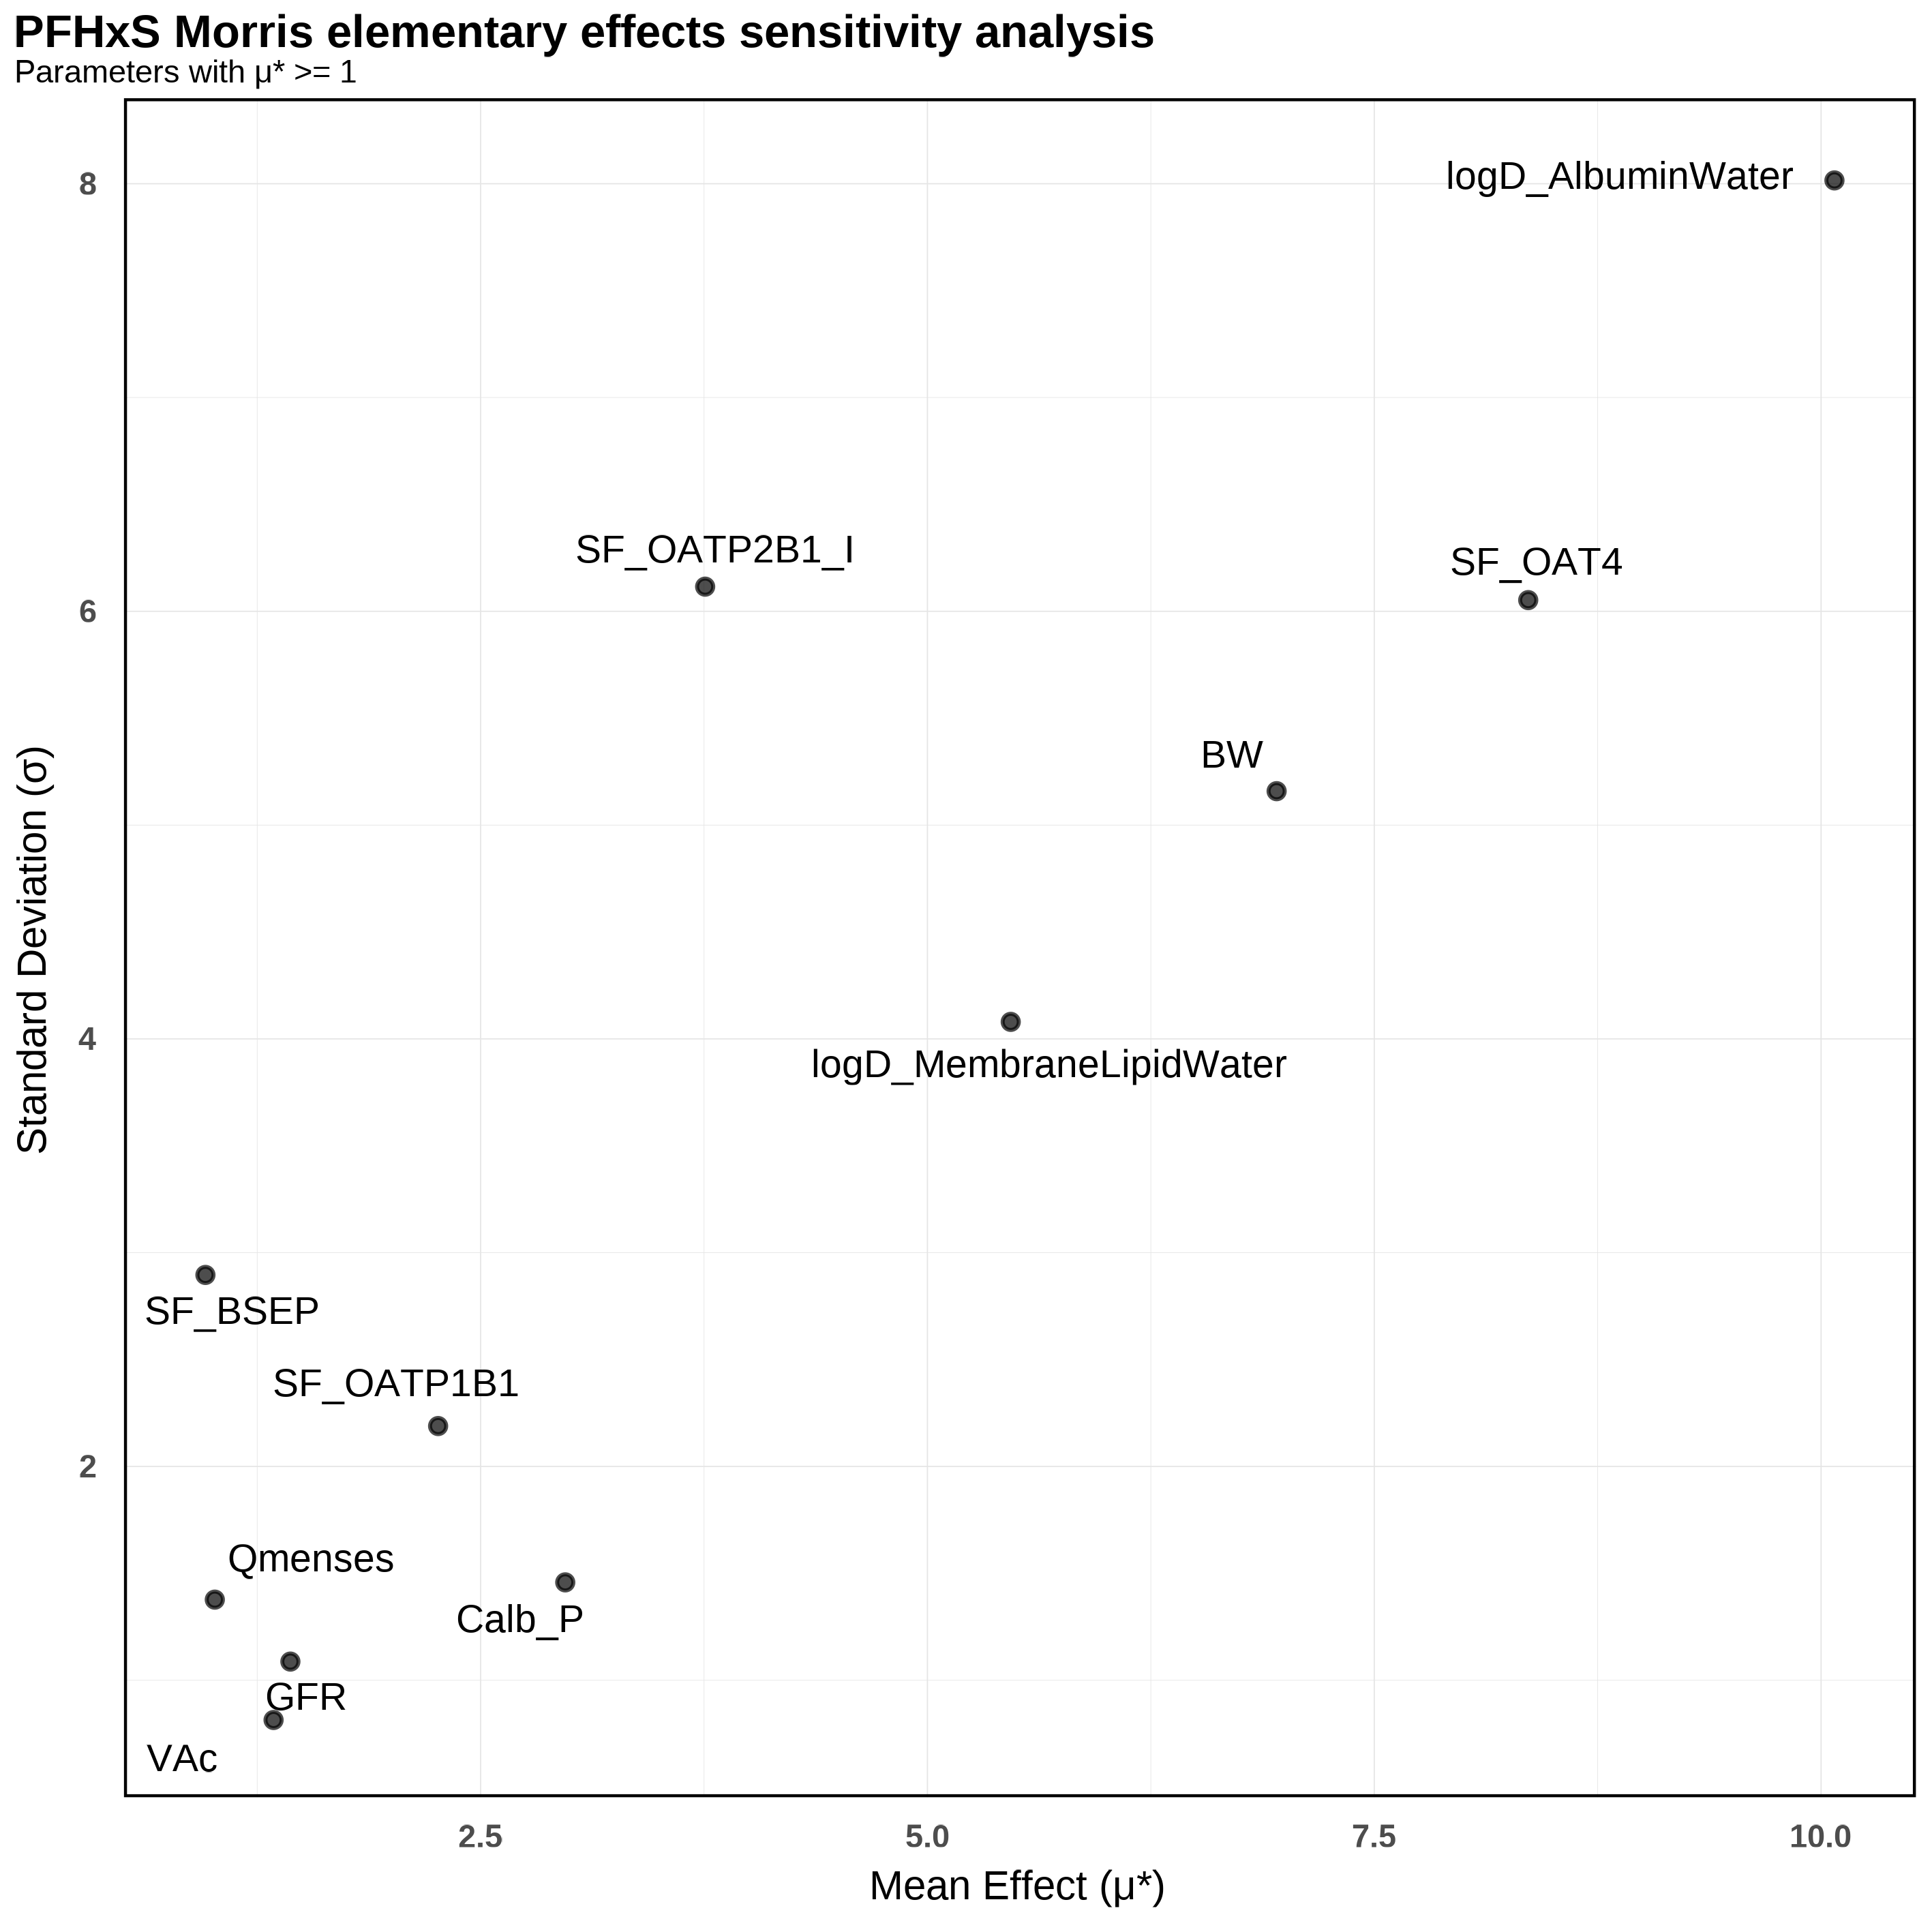 PFHxS Morris elementary effects sensitivity analysis
Parameters with μ* >= 1
8
logD_AlbuminWater
SF_OATP2B1_I
SF_OAT4
6
BW
Standard Deviation (σ)
4
logD_MembraneLipidWater
SF_BSEP
SF_OATP1B1
2
Qmenses
Calb_P
GFR
VAc
2.5 5.0 7.5 10.0
Mean Effect (μ*)